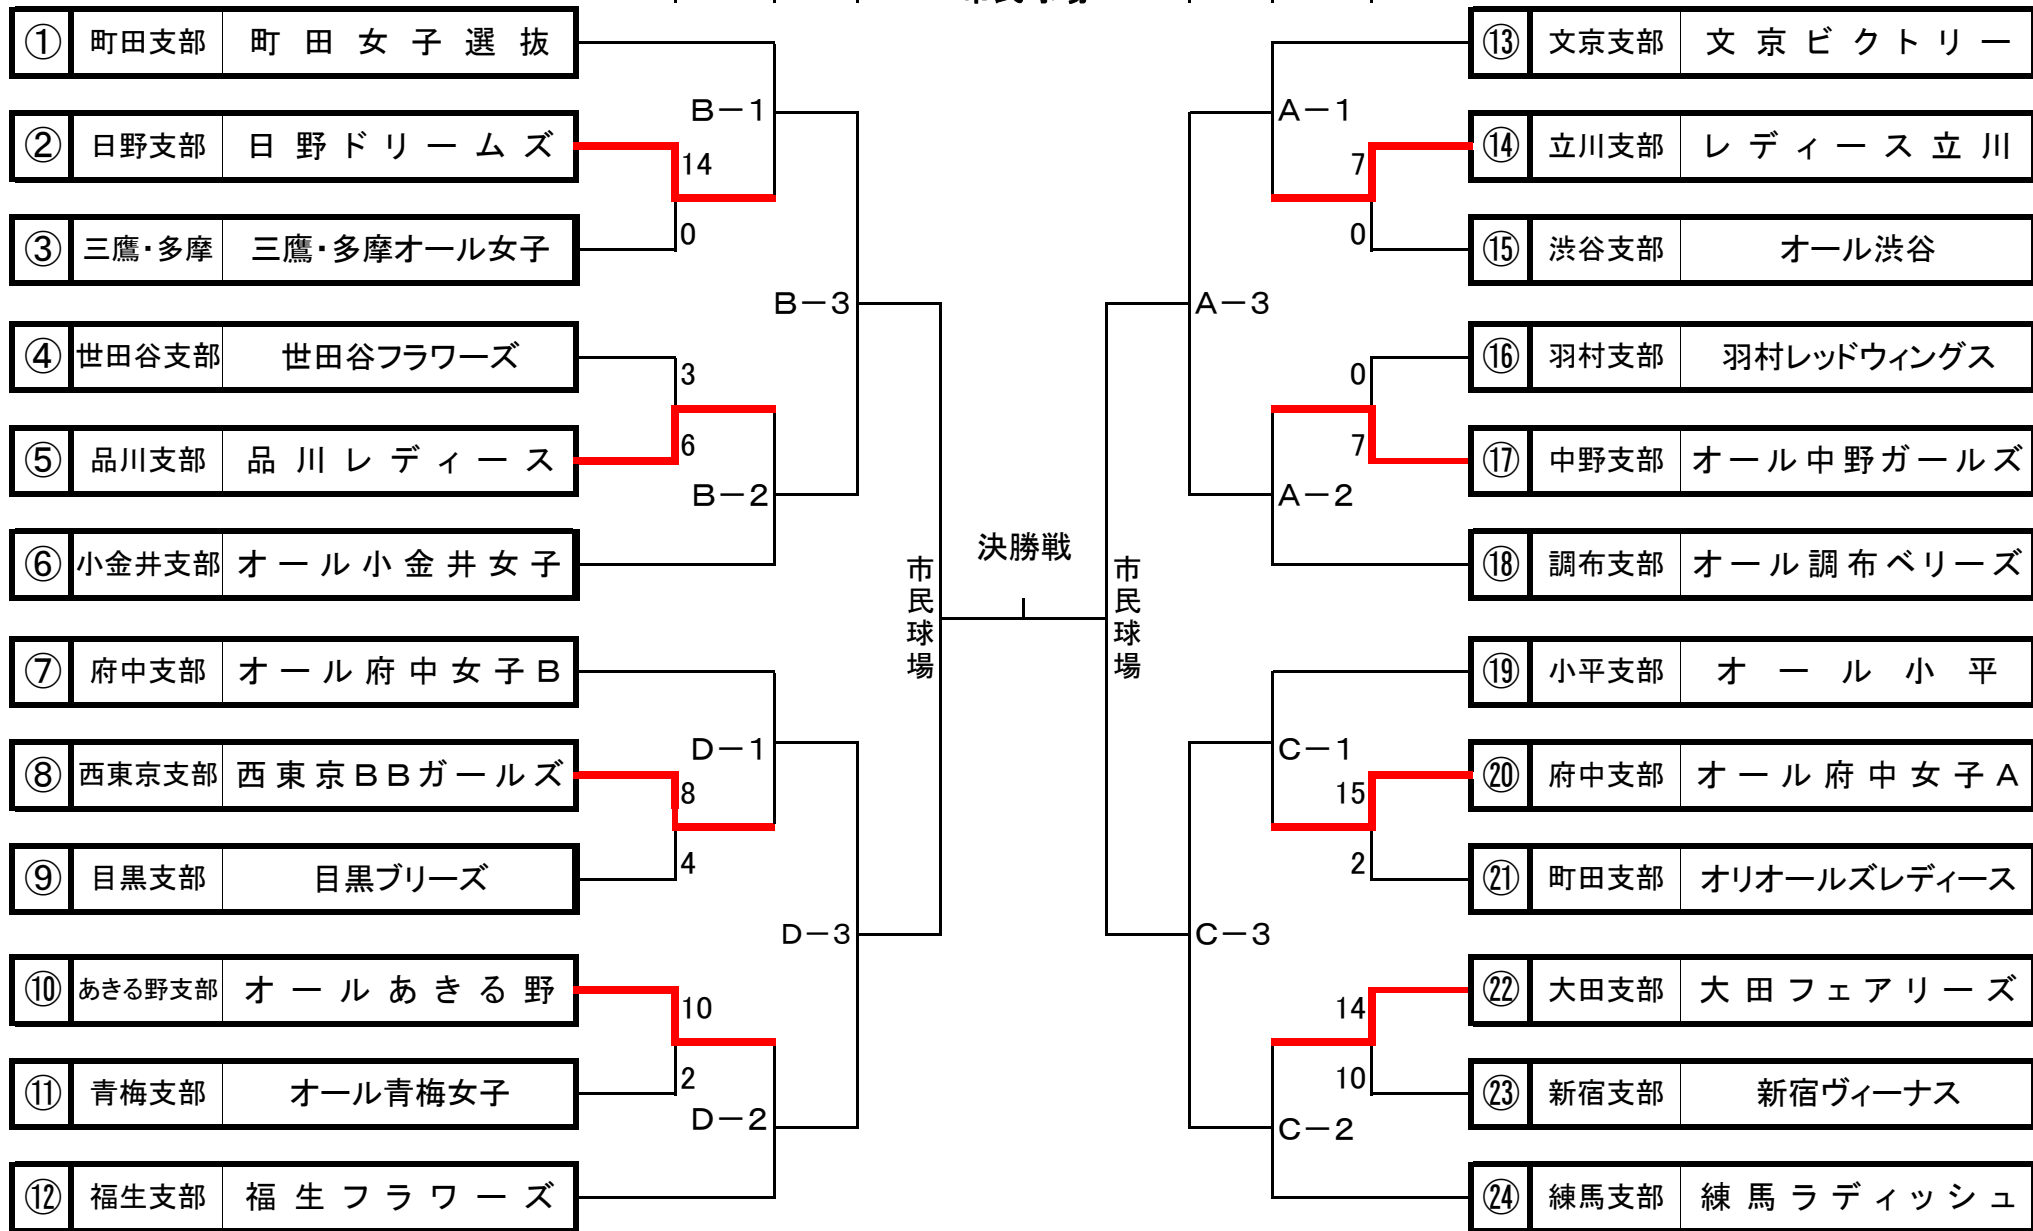 ① 町田支部 町田女子選抜
B-1
② 日野支部 日野ドリームズ
14
③ 三鷹・多摩 三鷹・多摩オール女子
0
B-3
④ 世田谷支部 世田谷フラワーズ
3
⑤ 品川支部 品川レディース
6
B-2
⑥ 小金井支部 オール小金井女子
⑦ 府中支部 オール府中女子B
D-1
⑧ 西東京支部 西東京BBガールズ
8
⑨ 目黒支部 目黒ブリーズ
4
D-3
⑩ あきる野支部 オールあきる野
10
⑪ 青梅支部 オール青梅女子
2
D-2
⑫ 福生支部 福生フラワーズ
市民球場
決勝戦
市民球場
⑬ 文京支部 文京ビクトリー
A-1
⑭ 立川支部 レディース立川
7
⑮ 渋谷支部 オール渋谷
0
A-3
⑯ 羽村支部 羽村レッドウィングス
0
⑰ 中野支部 オール中野ガールズ
7
A-2
⑱ 調布支部 オール調布ベリーズ
⑲ 小平支部 オール小平
C-1
⑳ 府中支部 オール府中女子A
15
㉑ 町田支部 オリオールズレディース
2
C-3
㉒ 大田支部 大田フェアリーズ
14
㉓ 新宿支部 新宿ヴィーナス
10
C-2
㉔ 練馬支部 練馬ラディッシュ